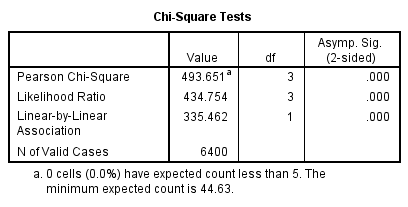 Chi-Square Tests
Value df Asymp. Sig. (2-sided)
Pearson Chi-Square 493.651a 3 .000
Likelihood Ratio 434.754 3 .000
Linear-by-Linear Association 335.462 1 .000
N of Valid Cases 6400
a. 0 cells (0.0%) have expected count less than 5. The
minimum expected count is 44.63.